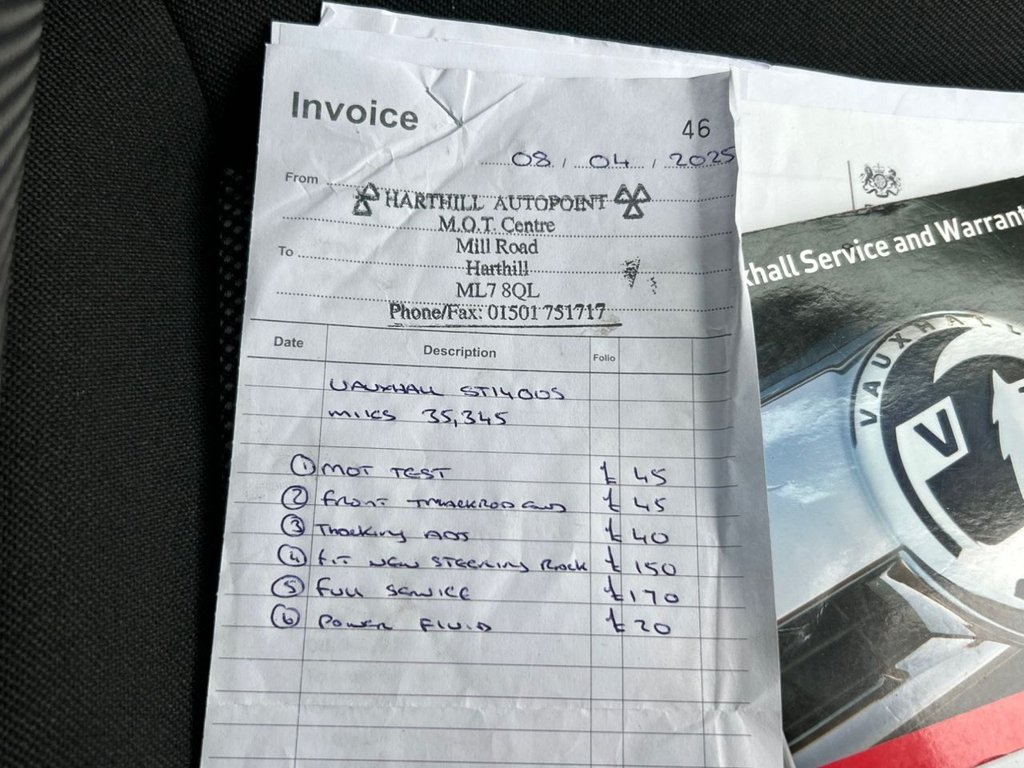 Invoice
46
08 / 04 / 2025
From
HARTHILL AUTOPOINT
M.O.T. Centre
To
Mill Road
Harthill
ML7 8QL
Phone/Fax: 01501 751717
Date Description Folio
VAUXHALL ST1400S
MILES 35,345
1 MOT TEST £ 45
2 FRONT TRACKROD END £ 45
3 TRACKING ADJ £ 40
4 FIT NEW STEERING RACK £ 150
5 FULL SERVICE £ 170
6 POWER FLUID £ 20
xhall Service and Warrant
VAUXHALL
V